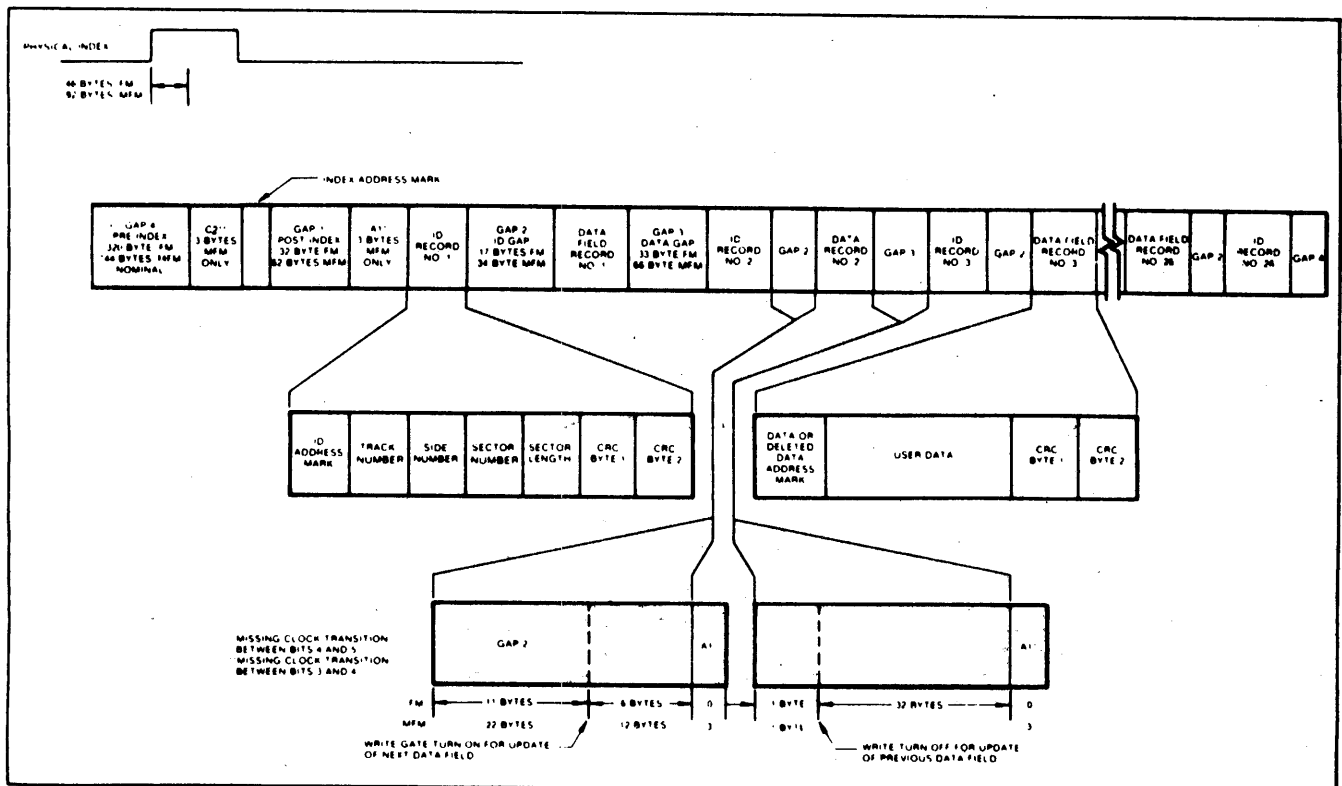 PHYSICAL INDEX
46 BYTES FM
92 BYTES MFM
INDEX ADDRESS MARK
GAP 4
PRE INDEX
320 BYTE FM
MFM
NOMINAL
3 BYTES
MFM
ONLY
GAP
POST INDEX
32 BYTE FM
62 BYTES MFM
3 BYTES
MFM
ONLY
ID
RECORD
NO. 1
GAP 2
ID GAP
17 BYTES FM
34 BYTE MFM
DATA
FIELD
RECORD
NO. 1
GAP 3
DATA GAP
33 BYTE FM
66 BYTE MFM
ID
RECORD
NO. 2
GAP 2
DATA
RECORD
NO. 2
GAP 3
ID
RECORD
NO. 3
GAP 2
DATA FIELD
RECORD
NO. 3
DATA FIELD
RECORD
NO. 26
GAP 2
ID
RECORD
NO. 26
GAP 4
ID
ADDRESS
MARK
TRACK
NUMBER
SIDE
NUMBER
SECTOR
NUMBER
SECTOR
LENGTH
CRC
BYTE 1
CRC
BYTE 2
DATA OR
DELETED
DATA
ADDRESS
MARK
USER DATA
CRC
BYTE 1
CRC
BYTE 2
MISSING CLOCK TRANSITION
BETWEEN BITS 4 AND 5
MISSING CLOCK TRANSITION
BETWEEN BITS 3 AND 4
GAP 2
A1
A1
FM 11 BYTES 6 BYTES 0 1 BYTE 32 BYTES 0
MFM 22 BYTES 12 BYTES 3 1 BYTE 3
WRITE GATE TURN ON FOR UPDATE
OF NEXT DATA FIELD
WRITE TURN OFF FOR UPDATE
OF PREVIOUS DATA FIELD